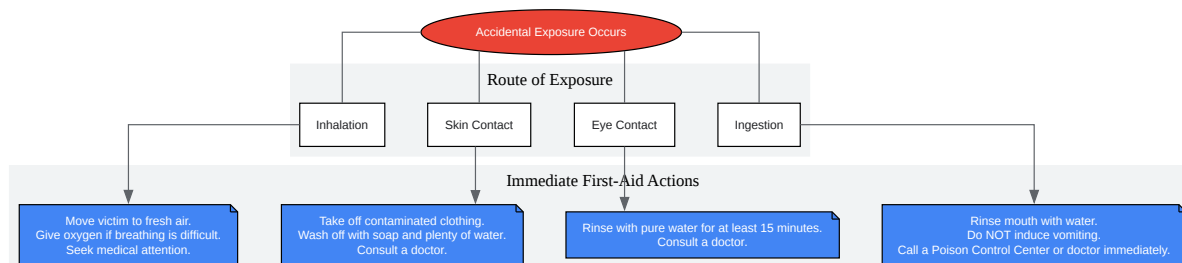 Accidental Exposure Occurs
Route of Exposure
Inhalation
Skin Contact
Eye Contact
Ingestion
Immediate First-Aid Actions
Move victim to fresh air.
Give oxygen if breathing is difficult.
Seek medical attention.
Take off contaminated clothing.
Wash off with soap and plenty of water.
Consult a doctor.
Rinse with pure water for at least 15 minutes.
Consult a doctor.
Rinse mouth with water.
Do NOT induce vomiting.
Call a Poison Control Center or doctor immediately.